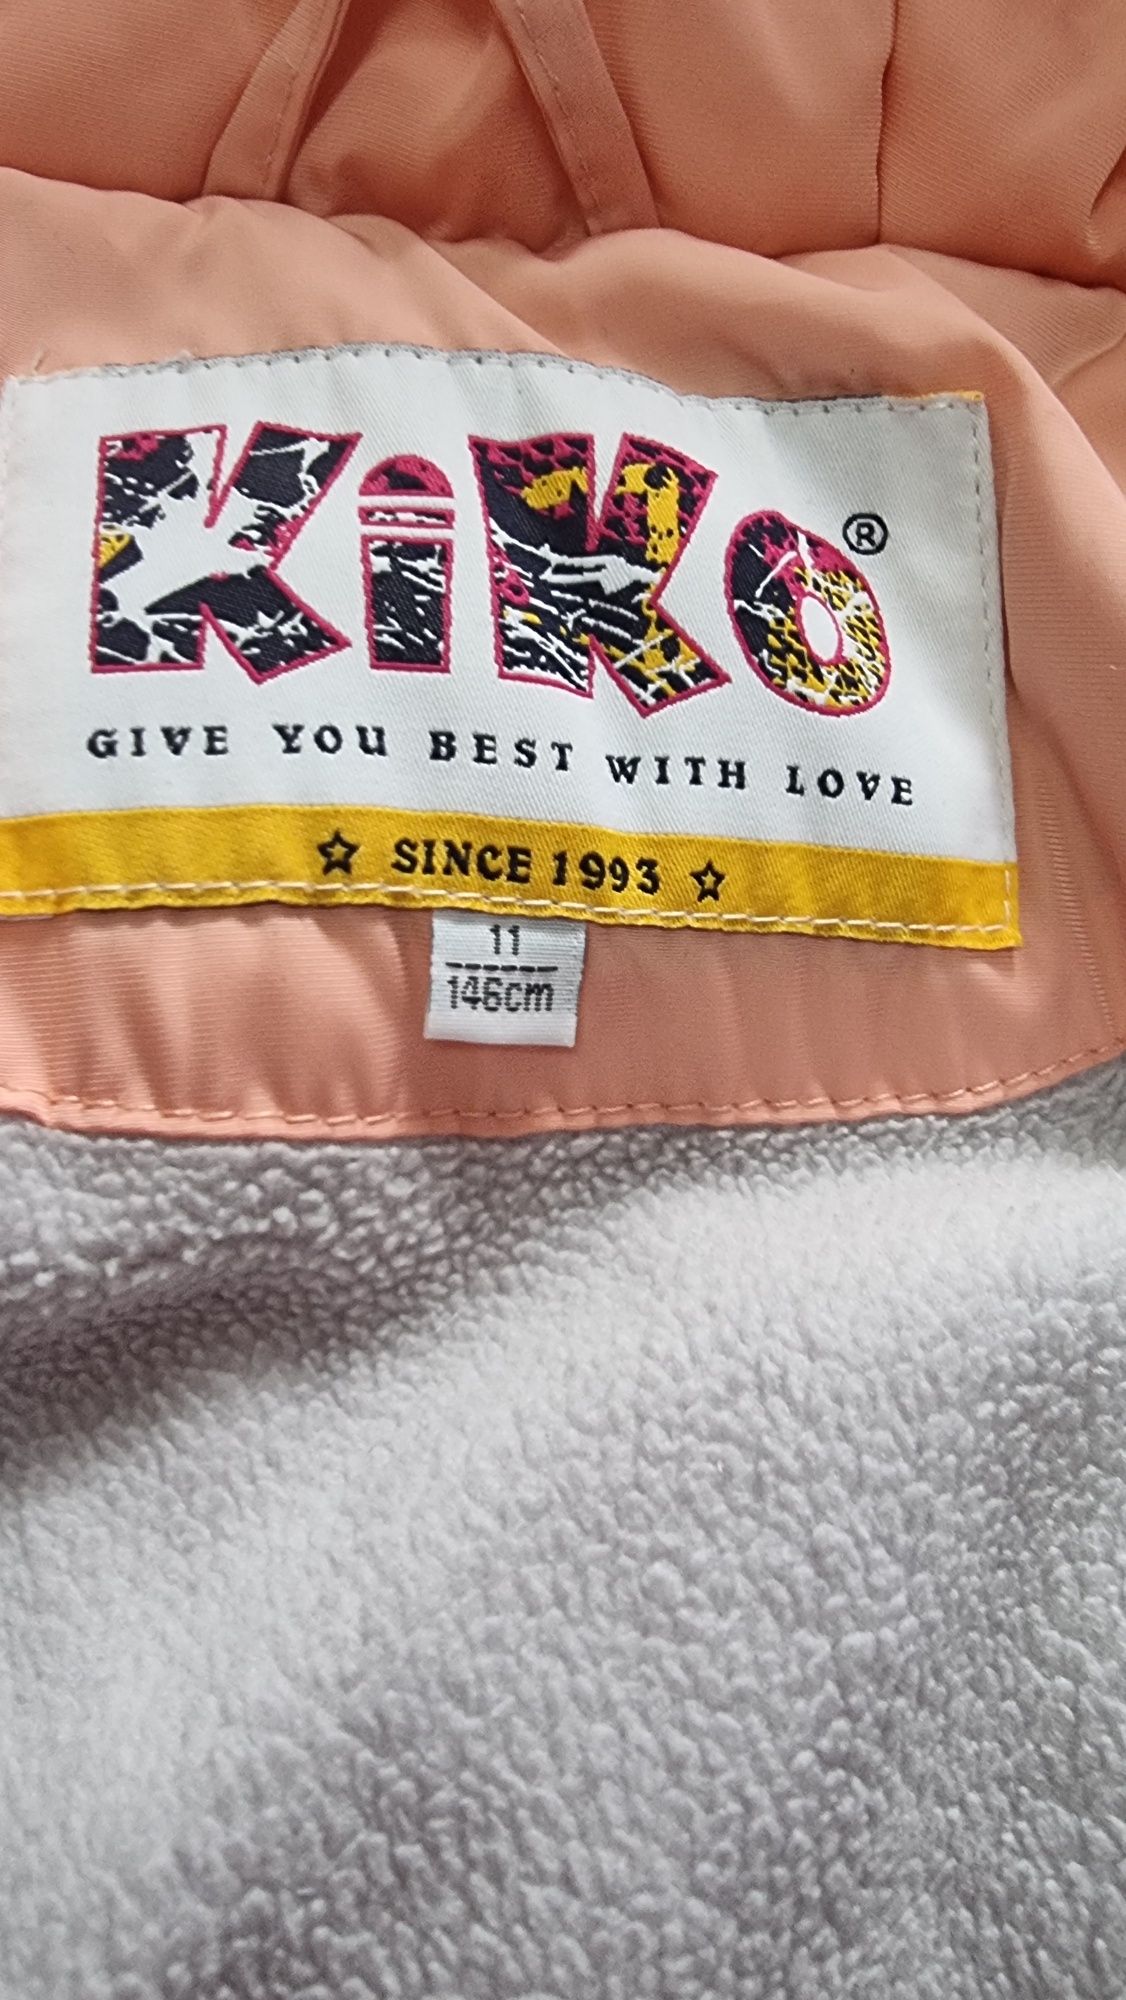 KiKo®
GIVE YOU BEST WITH LOVE
☆ SINCE 1993 ☆
11
146cm